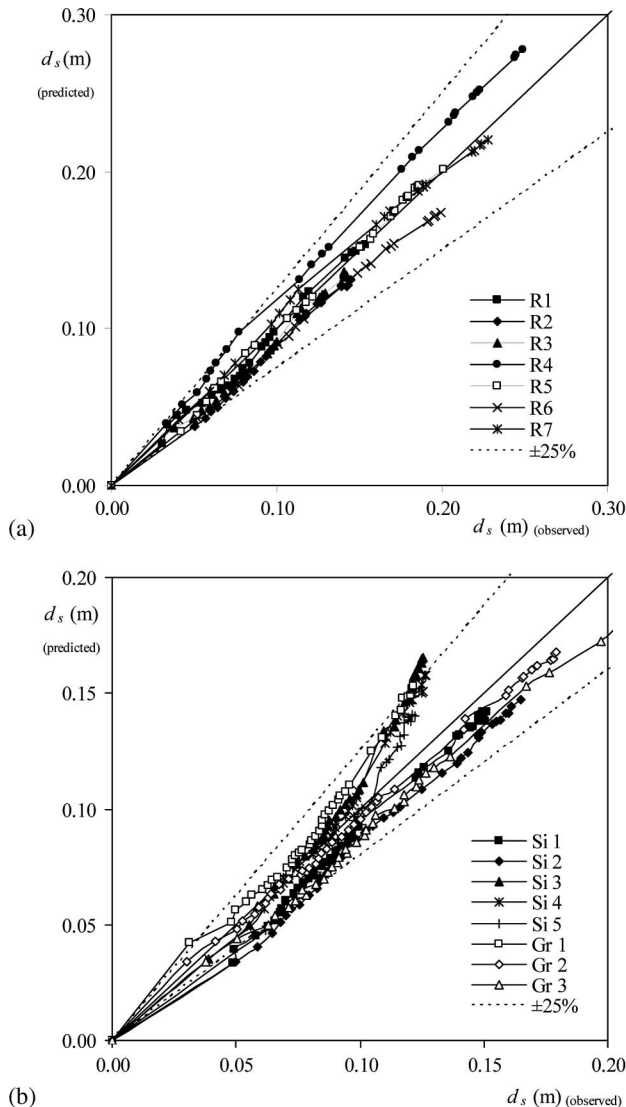 0.30
d s (m)
(predicted)
0.20
0.10
0.00
R1
R2
R3
R4
R5
R6
R7
±25%
0.00 0.10 0.20 0.30
(a)
d s (m) (observed)
0.20
d s (m)
(predicted)
0.15
0.10
0.05
0.00
Si 1
Si 2
Si 3
Si 4
Si 5
Gr 1
Gr 2
Gr 3
±25%
0.00 0.05 0.10 0.15 0.20
(b)
d s (m) (observed)